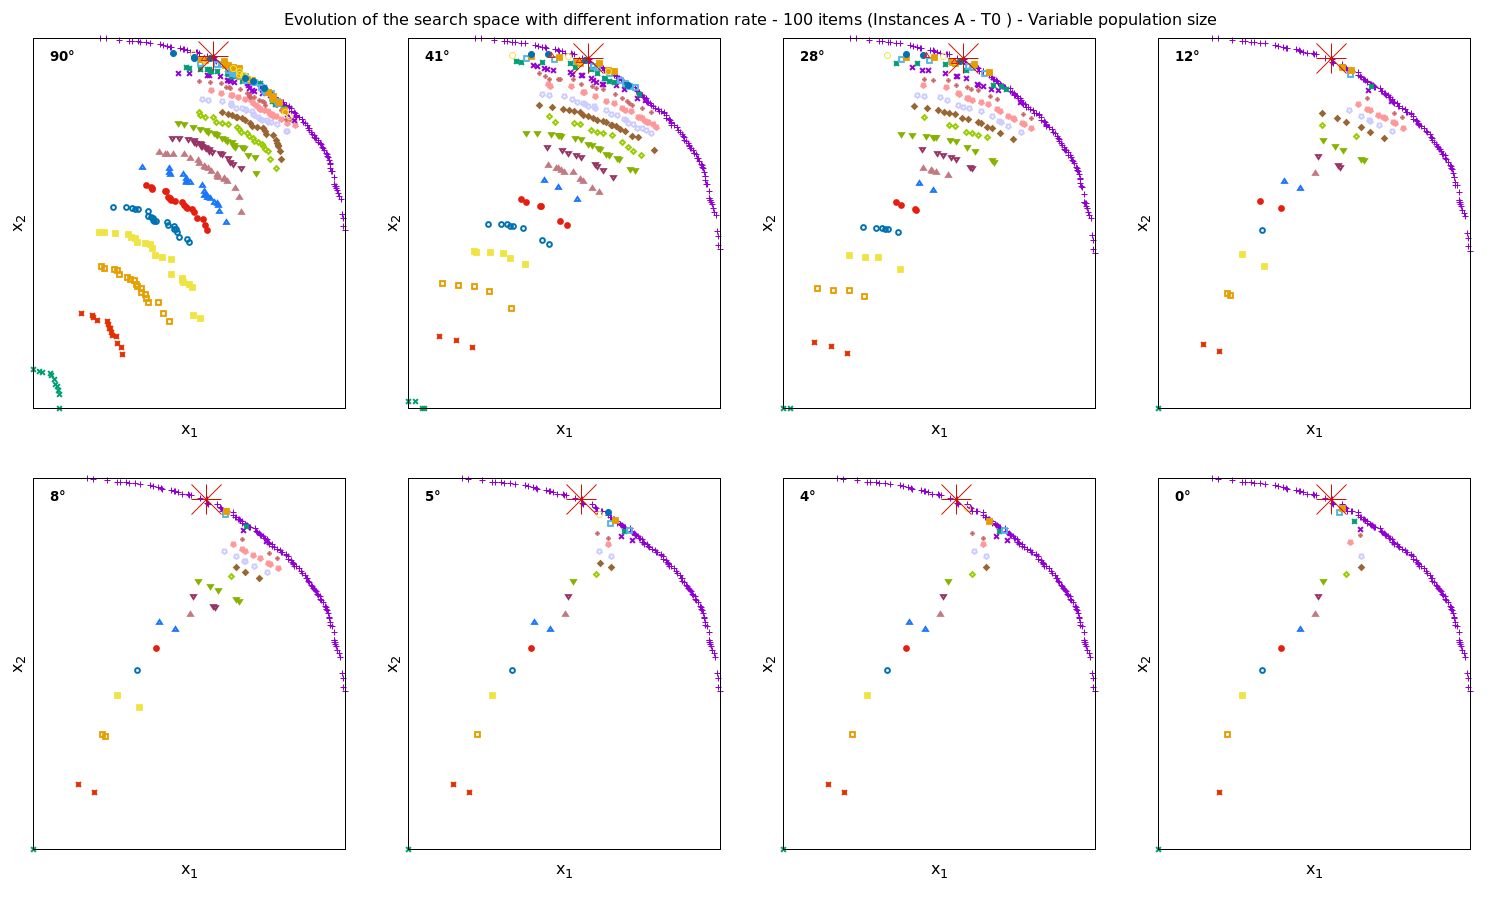 Evolution of the search space with different information rate - 100 items (Instances A - T0 ) - Variable population size
90°
41°
28°
12°
x2
x2
x2
x2
x1
x1
x1
x1
8°
5°
4°
0°
x2
x2
x2
x2
x1
x1
x1
x1